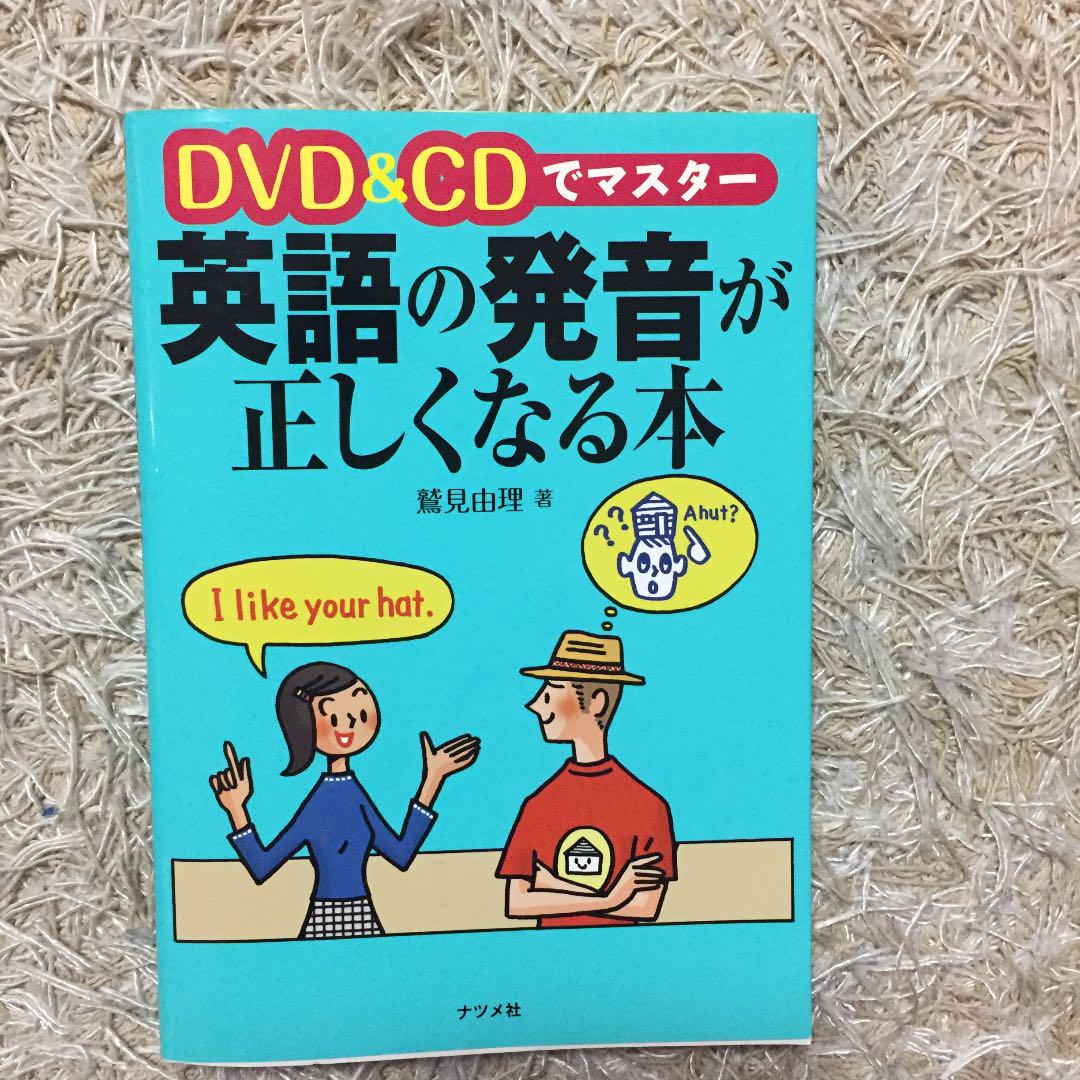 DVD&CDでマスター
英語の発音が
正しくなる本
鷲見由理 著
??
?
Ahut?
I like your hat.
ナツメ社